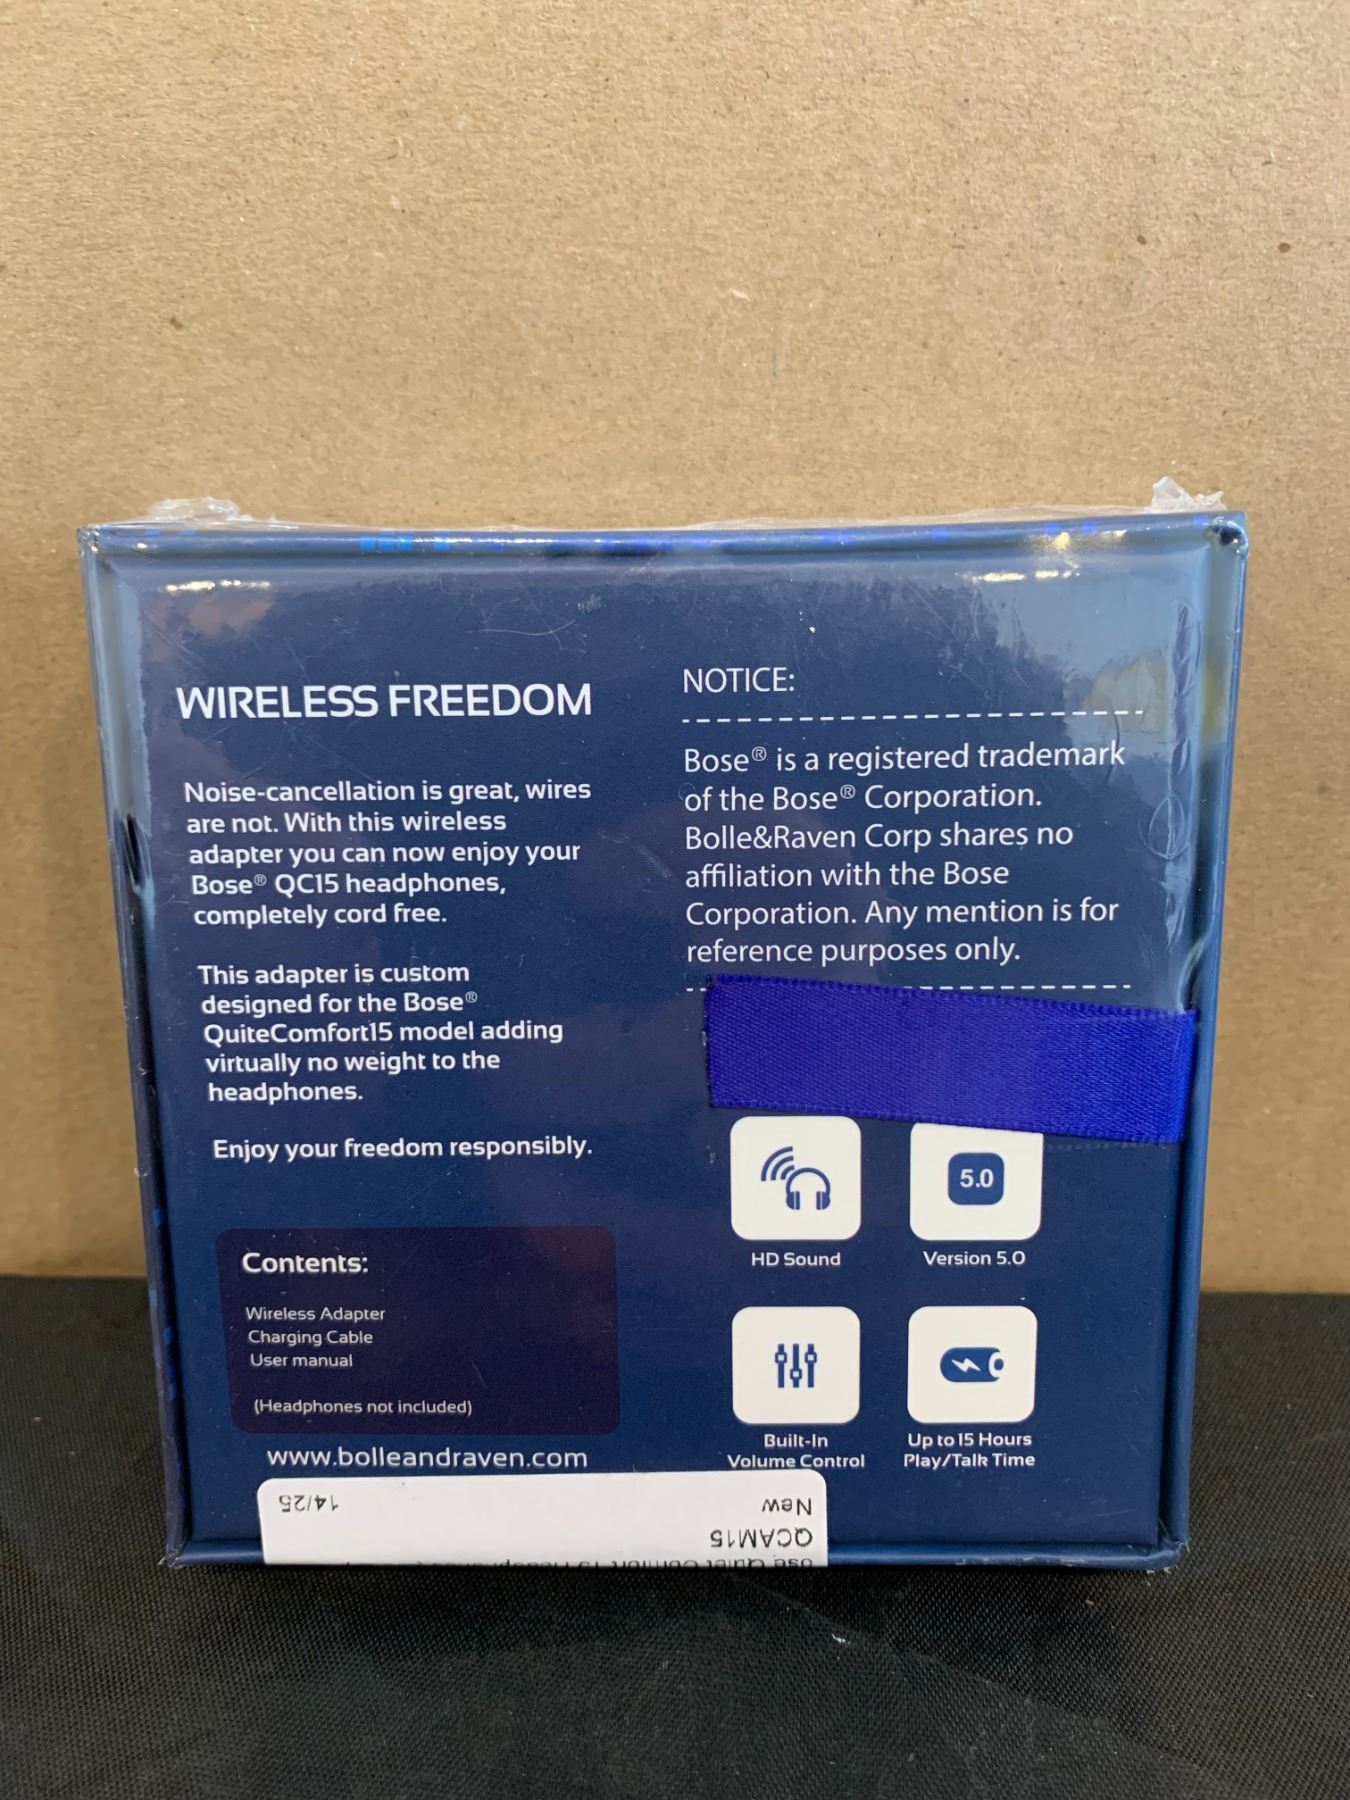 WIRELESS FREEDOM
Noise-cancellation is great, wires
are not. With this wireless
adapter you can now enjoy your
Bose® QC15 headphones,
completely cord free.
This adapter is custom
designed for the Bose®
QuiteComfort15 model adding
virtually no weight to the
headphones.
Enjoy your freedom responsibly.
Contents:
Wireless Adapter
Charging Cable
User manual
(Headphones not included)
www.bolleandraven.com
NOTICE:
Bose® is a registered trademark
of the Bose® Corporation.
Bolle&Raven Corp shares no
affiliation with the Bose
Corporation. Any mention is for
reference purposes only.
5.0
HD Sound
Version 5.0
Built-In
Volume Control
Up to 15 Hours
Play/Talk Time
QCAM15
New
14/25